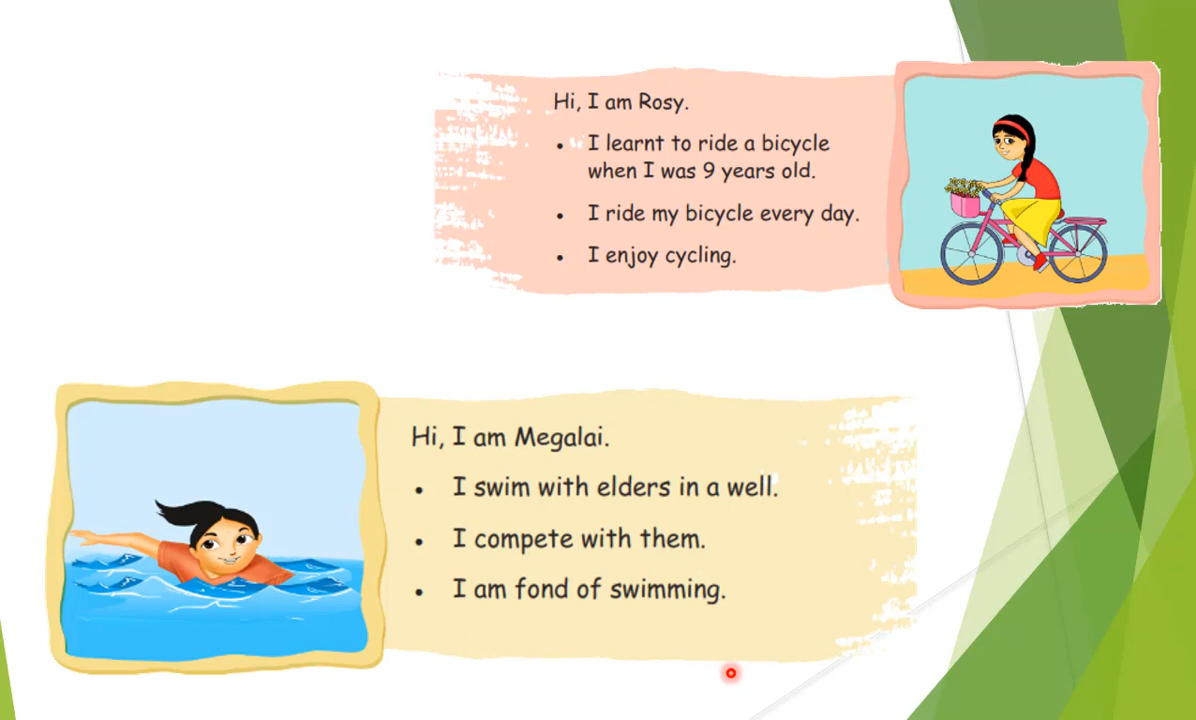 Hi, I am Rosy.
• I learnt to ride a bicycle
when I was 9 years old.
• I ride my bicycle every day.
• I enjoy cycling.
Hi, I am Megalai.
• I swim with elders in a well.
• I compete with them.
• I am fond of swimming.